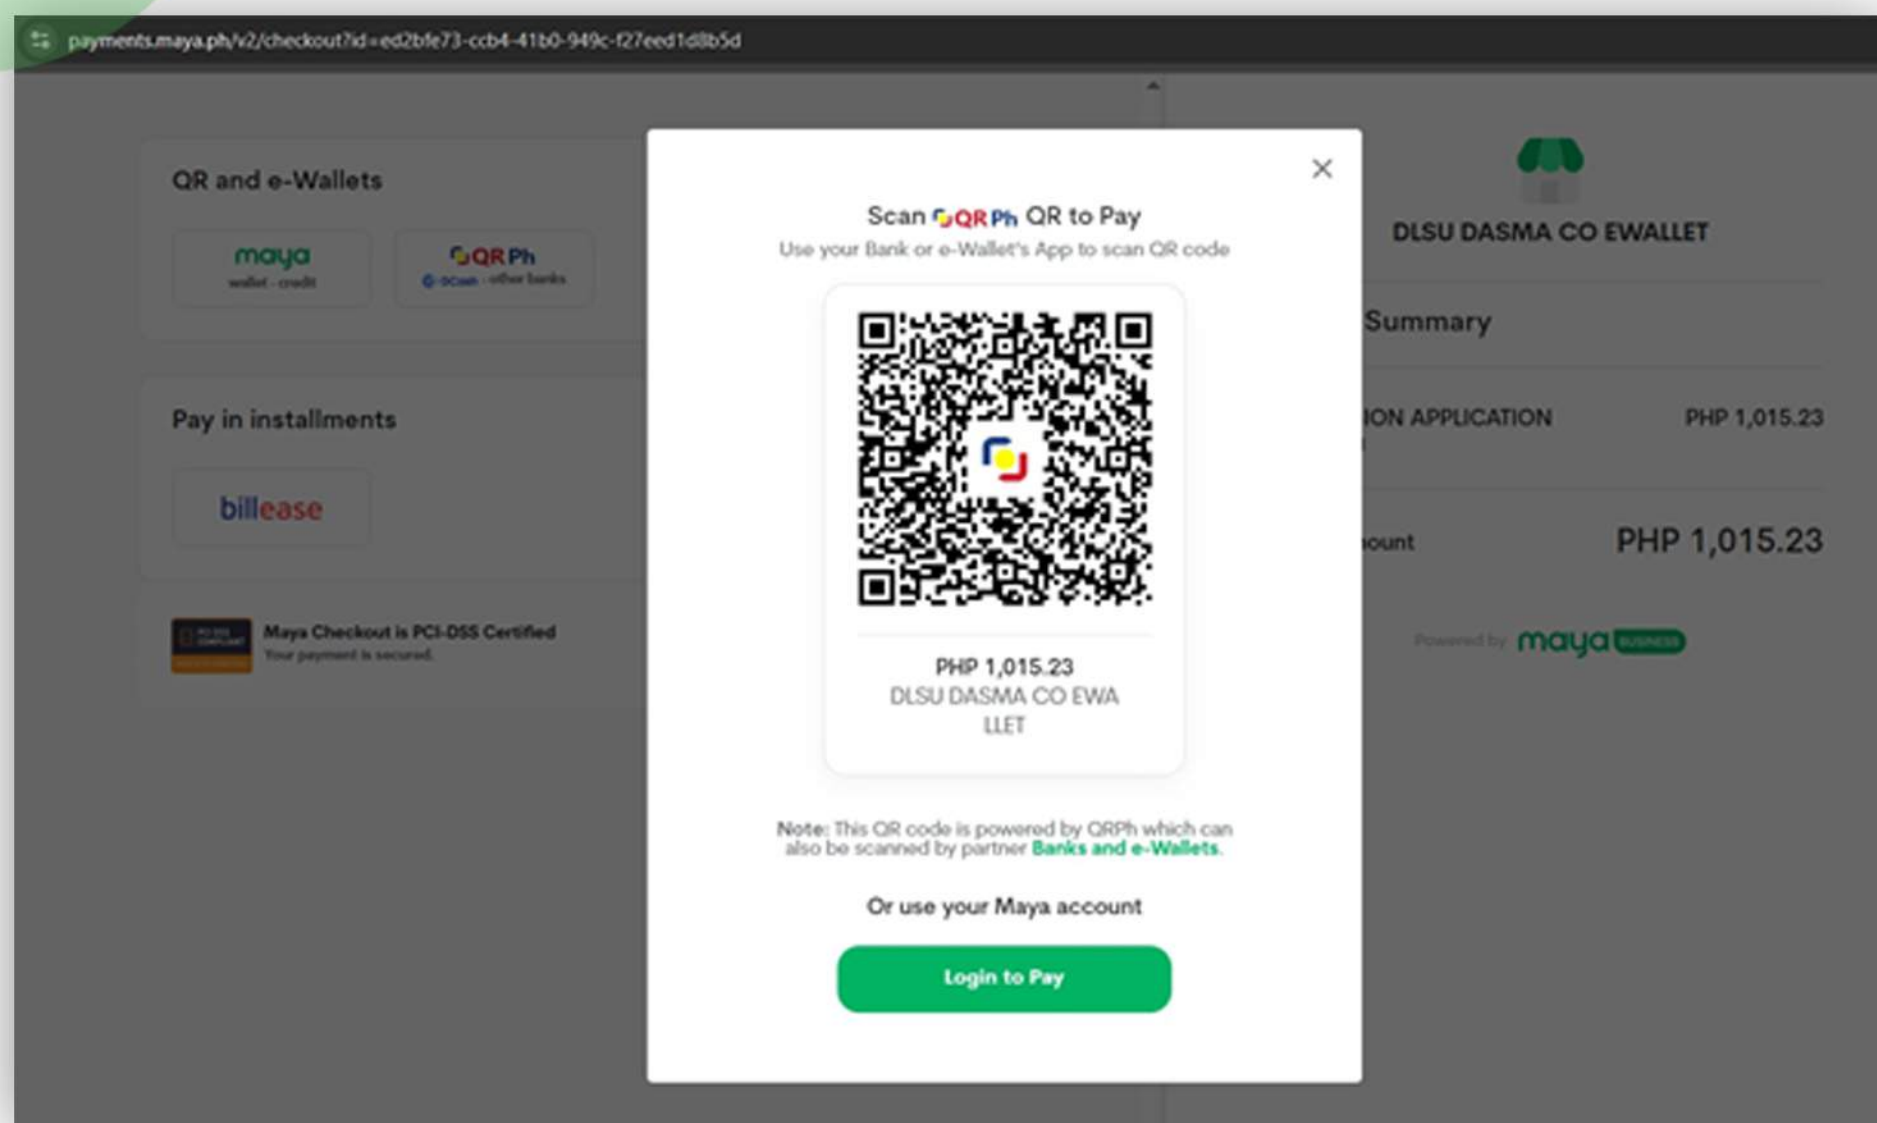 payments.maya.ph/v2/checkout?id=ed2bfe73-ccb4-41b0-949c-f27eed1d8b5d
QR and e-Wallets
maya
wallet · credit
QR Ph
GCash · other banks
Pay in installments
billease
PCI DSS
COMPLIANT
Maya Checkout is PCI-DSS Certified
Your payment is secured.
Scan QR Ph QR to Pay
Use your Bank or e-Wallet's App to scan QR code
PHP 1,015.23
DLSU DASMA CO EWA
LLET
Note: This QR code is powered by QRPh which can
also be scanned by partner Banks and e-Wallets.
Or use your Maya account
Login to Pay
DLSU DASMA CO EWALLET
Summary
ION APPLICATION PHP 1,015.23
ount PHP 1,015.23
Powered by maya BUSINESS